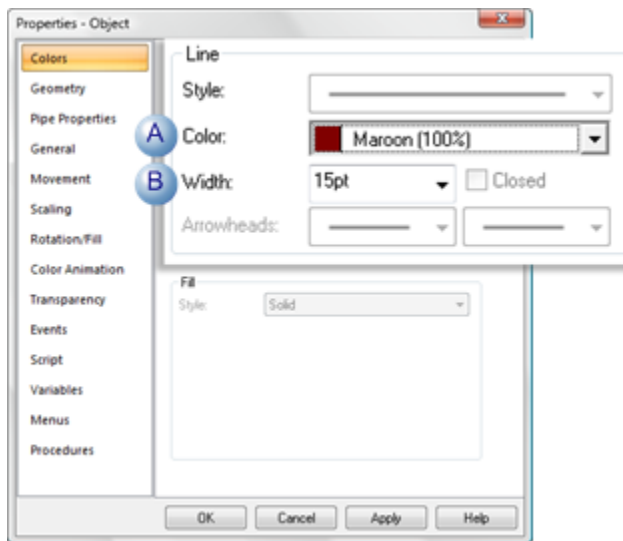 Properties - Object
Colors
Geometry
Pipe Properties
General
Movement
Scaling
Rotation/Fill
Color Animation
Transparency
Events
Script
Variables
Menus
Procedures
Line
Style:
A Color: Maroon (100%)
B Width: 15pt Closed
Arrowheads:
Fill
Style: Solid
OK Cancel Apply Help